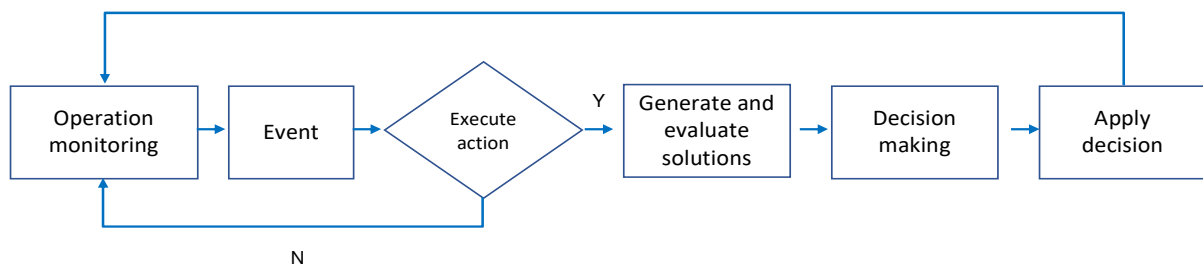 Operation
monitoring
Event
Execute
action
Y
Generate and
evaluate
solutions
Decision
making
Apply
decision
N